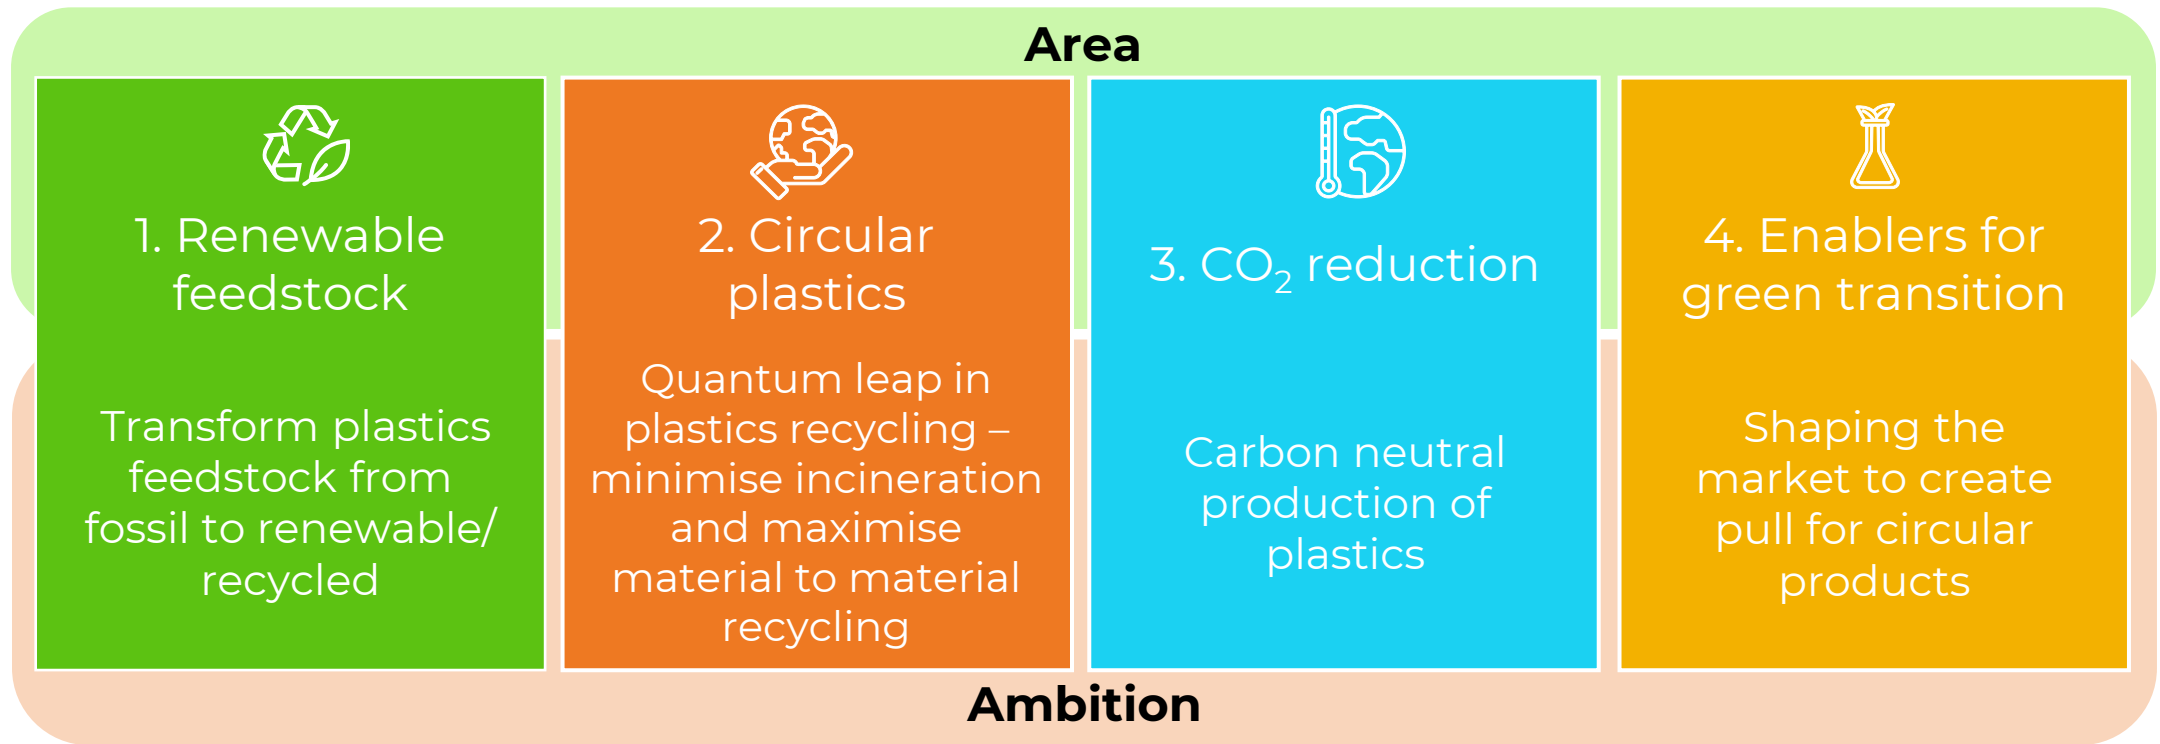 Area
1. Renewable
feedstock
Transform plastics
feedstock from
fossil to renewable/
recycled
2. Circular
plastics
Quantum leap in
plastics recycling –
minimise incineration
and maximise
material to material
recycling
3. CO₂ reduction
Carbon neutral
production of
plastics
4. Enablers for
green transition
Shaping the
market to create
pull for circular
products
Ambition